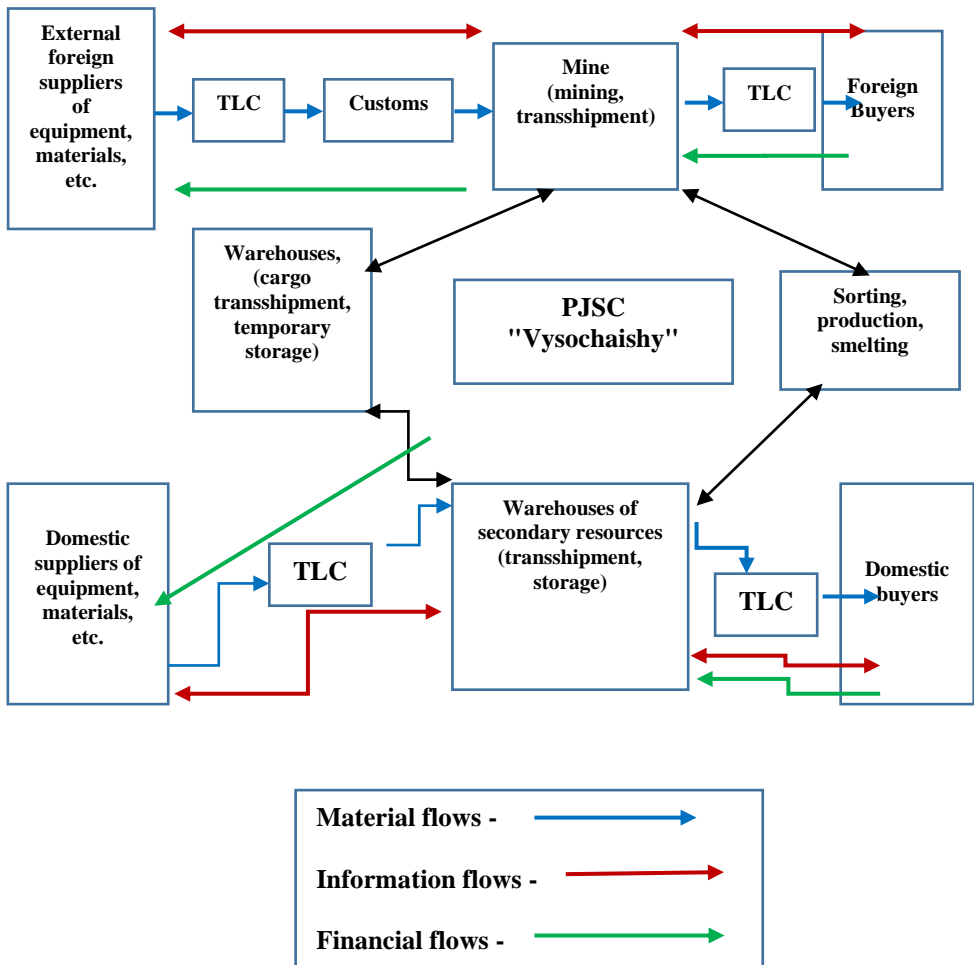 External
foreign
suppliers
of
equipment,
materials,
etc.
TLC
Customs
Mine
(mining,
transshipment)
TLC
Foreign
Buyers
Warehouses,
(cargo
transshipment,
temporary
storage)
PJSC
"Vysochaishy"
Sorting,
production,
smelting
Domestic
suppliers of
equipment,
materials,
etc.
TLC
Warehouses of
secondary resources
(transshipment,
storage)
TLC
Domestic
buyers
Material flows -
Information flows -
Financial flows -